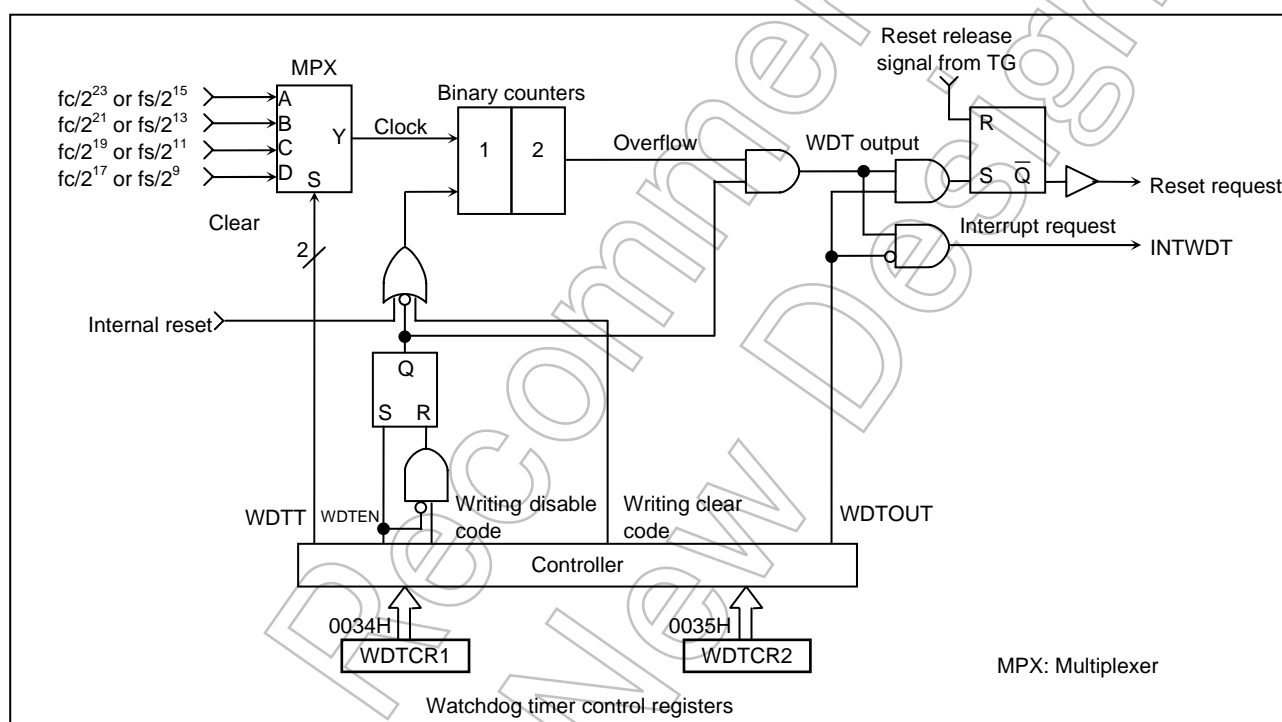 Reset release
signal from TG
MPX
fc/2^23 or fs/2^15
fc/2^21 or fs/2^13
fc/2^19 or fs/2^11
fc/2^17 or fs/2^9
A
B
C
D
S
Y
Clock
Binary counters
1
2
Overflow
WDT output
R
S
Q̅
Reset request
Interrupt request
INTWDT
Clear
2
Internal reset
Q
S
R
WDTT
WDTEN
Writing disable
code
Writing clear
code
WDTOUT
Controller
0034H
WDTCR1
0035H
WDTCR2
MPX: Multiplexer
Watchdog timer control registers